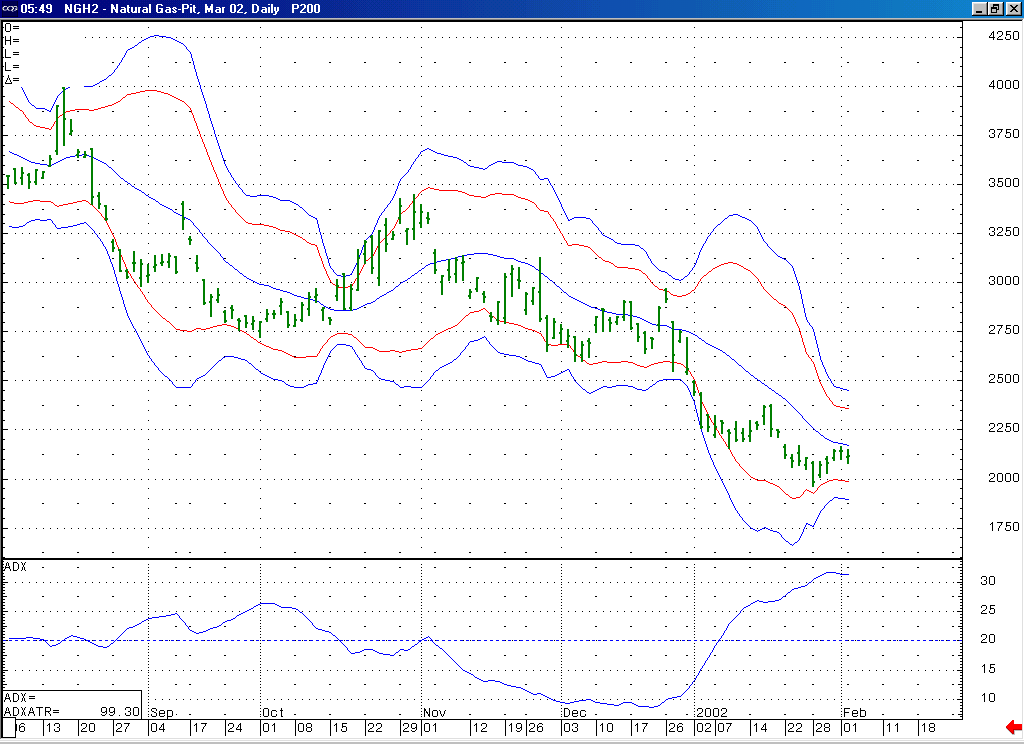 05:49 NGH2 - Natural Gas-Pit, Mar 02, Daily P200
O=
H=
L=
L=
Δ=
4250
4000
3750
3500
3250
3000
2750
2500
2250
2000
1750
ADX
30
25
20
15
10
ADX=
ADXATR= 99.30
Sep Oct Nov Dec 2002 Feb
06 13 20 27 04 17 24 01 08 15 22 29 01 12 19 26 03 10 18 26 02 07 14 22 28 01 11 18